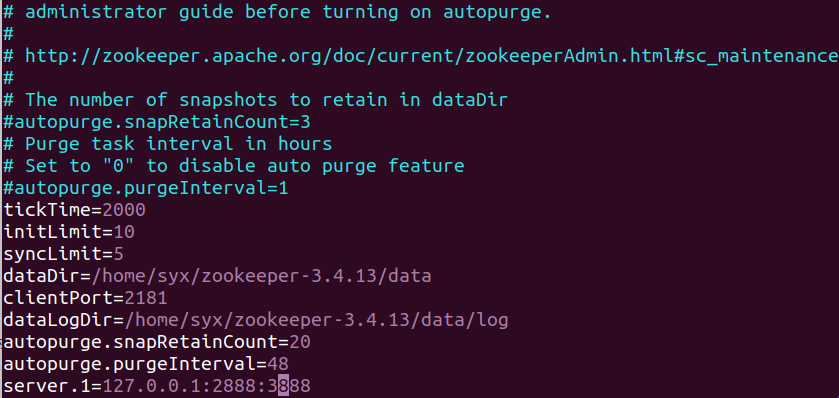 # administrator guide before turning on autopurge.
#
# http://zookeeper.apache.org/doc/current/zookeeperAdmin.html#sc_maintenance
#
# The number of snapshots to retain in dataDir
#autopurge.snapRetainCount=3
# Purge task interval in hours
# Set to "0" to disable auto purge feature
#autopurge.purgeInterval=1
tickTime=2000
initLimit=10
syncLimit=5
dataDir=/home/syx/zookeeper-3.4.13/data
clientPort=2181
dataLogDir=/home/syx/zookeeper-3.4.13/data/log
autopurge.snapRetainCount=20
autopurge.purgeInterval=48
server.1=127.0.0.1:2888:3888